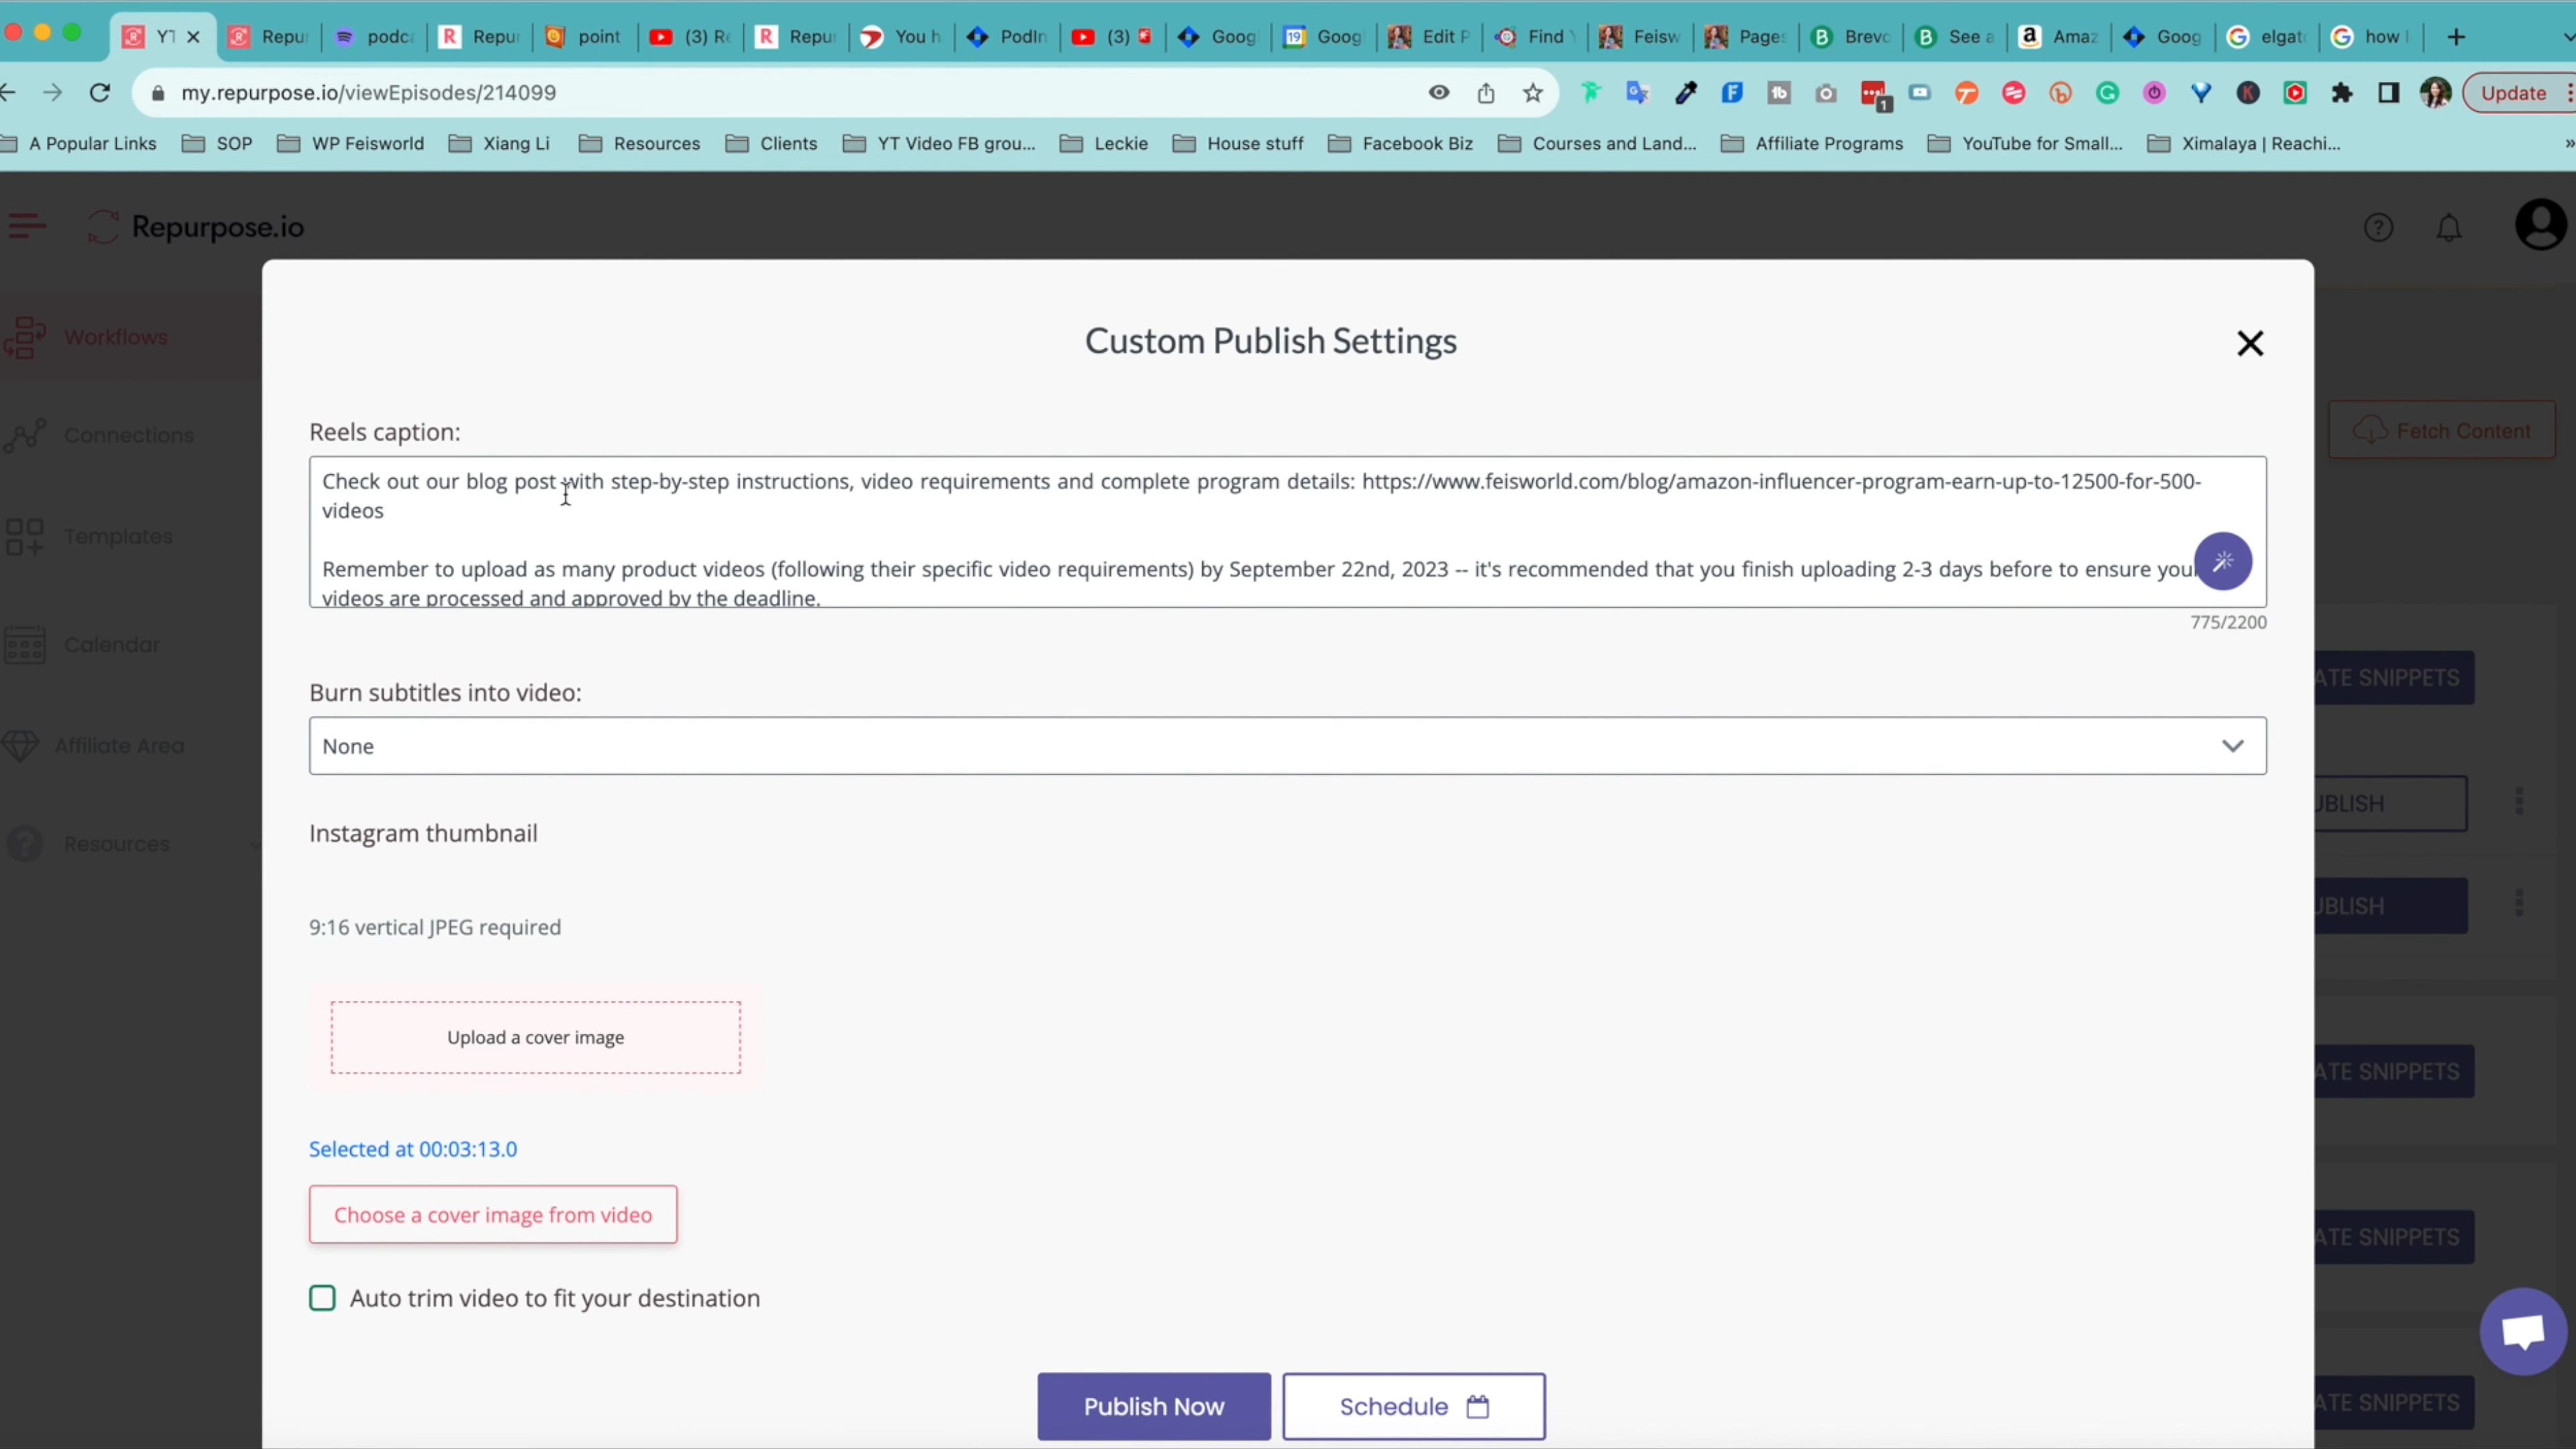 YT
Repur
podca
Repur
point
(3) Re
Repur
You h
PodIn
(3)
Goog
19
Goog
Edit P
Find Y
Feisw
Pages
Brevo
See a
Amaz
Goog
elgato
how l
my.repurpose.io/viewEpisodes/214099
1
Update
A Popular Links
SOP
WP Feisworld
Xiang Li
Resources
Clients
YT Video FB grou...
Leckie
House stuff
Facebook Biz
Courses and Land...
Affiliate Programs
YouTube for Small...
Ximalaya | Reachi...
Repurpose.io
Workflows
Connections
Templates
Calendar
Affiliate Area
Resources
Fetch Content
Custom Publish Settings
Reels caption:
Check out our blog post with step-by-step instructions, video requirements and complete program details: https://www.feisworld.com/blog/amazon-influencer-program-earn-up-to-12500-for-500-
videos
Remember to upload as many product videos (following their specific video requirements) by September 22nd, 2023 -- it's recommended that you finish uploading 2-3 days before to ensure you
videos are processed and approved by the deadline.
775/2200
Burn subtitles into video:
None
Instagram thumbnail
9:16 vertical JPEG required
Upload a cover image
Selected at 00:03:13.0
Choose a cover image from video
Auto trim video to fit your destination
Publish Now
Schedule
ATE SNIPPETS
UBLISH
UBLISH
ATE SNIPPETS
ATE SNIPPETS
ATE SNIPPETS